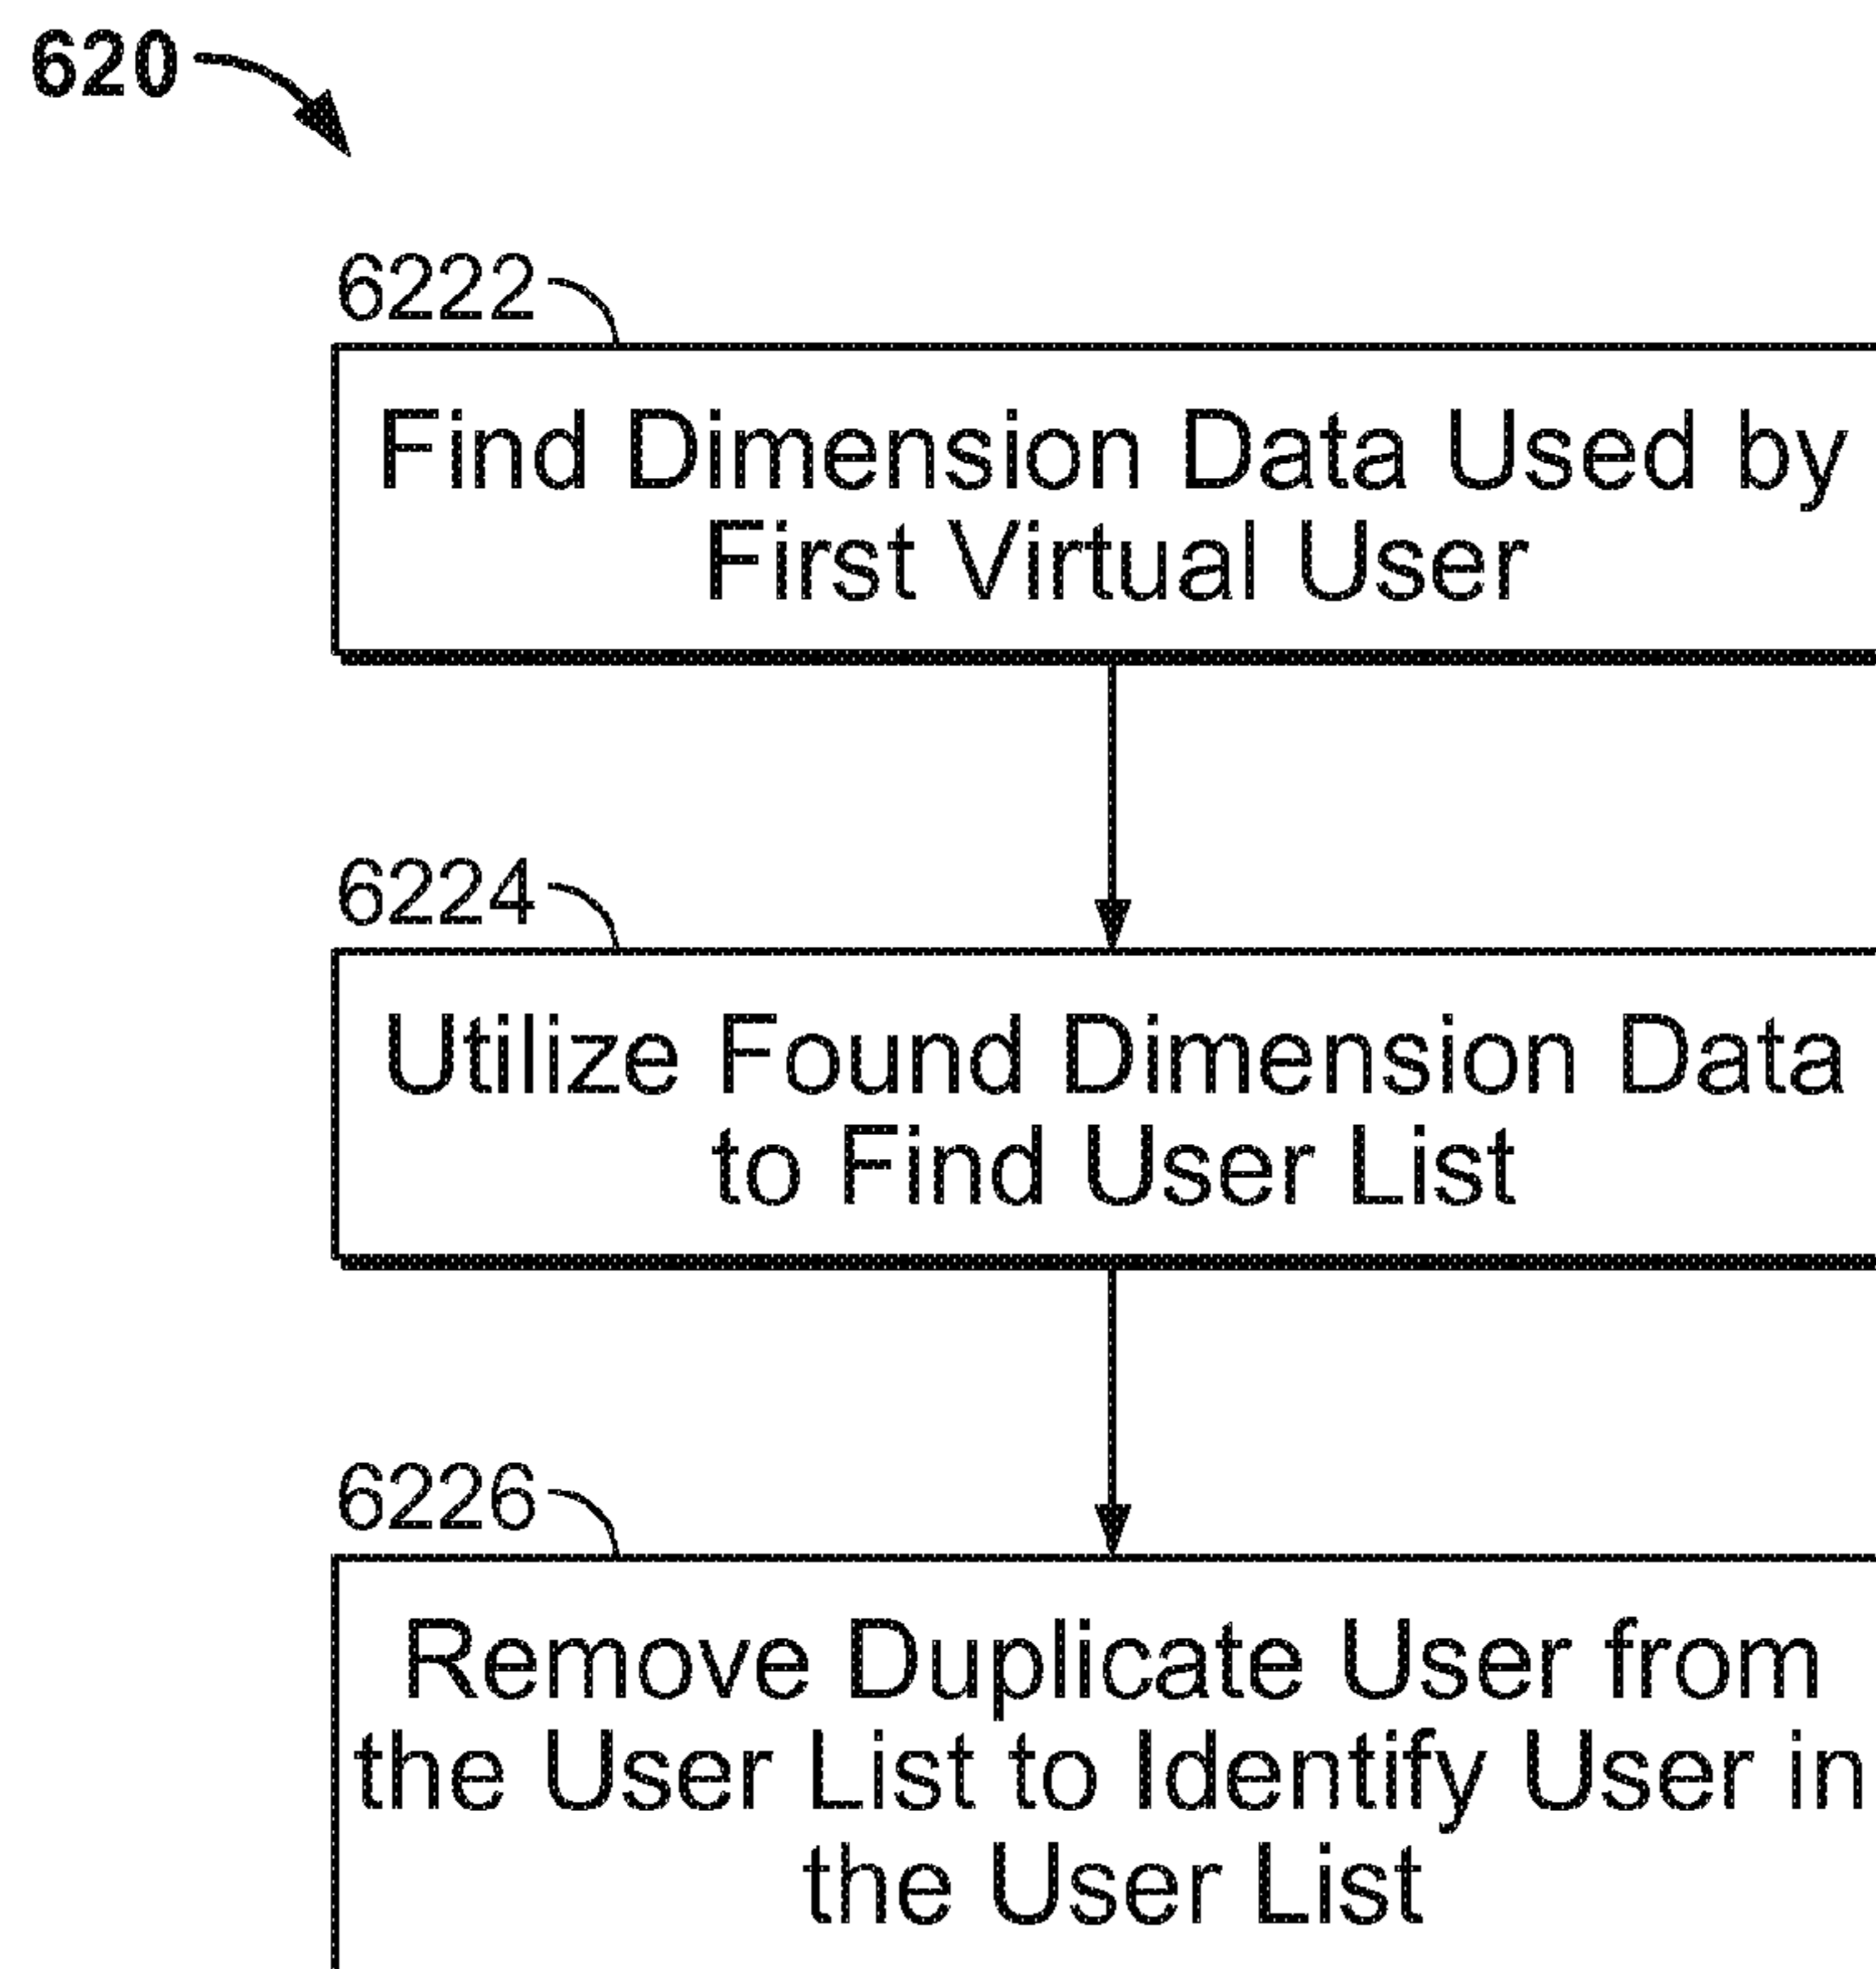 620
6222
Find Dimension Data Used by
First Virtual User
6224
Utilize Found Dimension Data
to Find User List
6226
Remove Duplicate User from
the User List to Identify User in
the User List